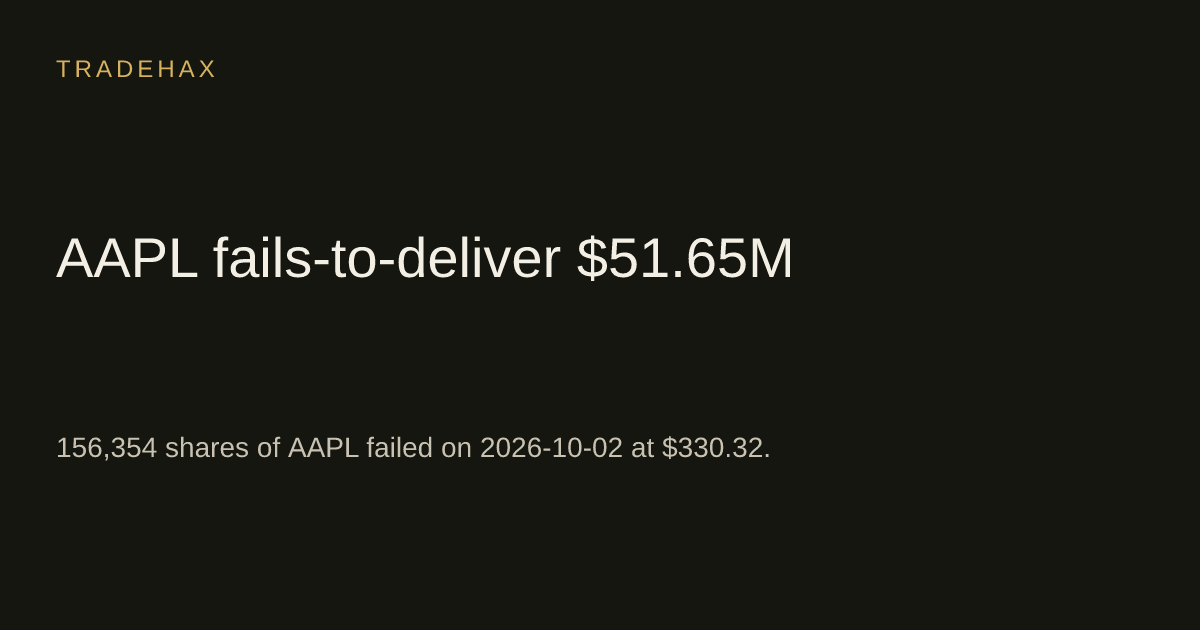 TRADEHAX
AAPL fails-to-deliver $51.65M
156,354 shares of AAPL failed on 2026-10-02 at $330.32.